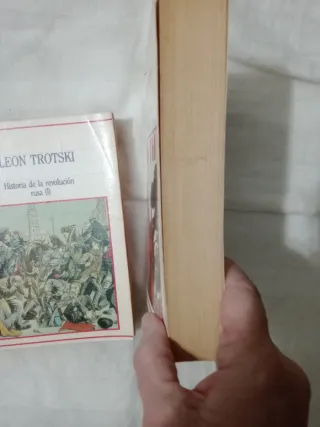 LEON TROTSKI
Historia de la revolución
rusa (I)